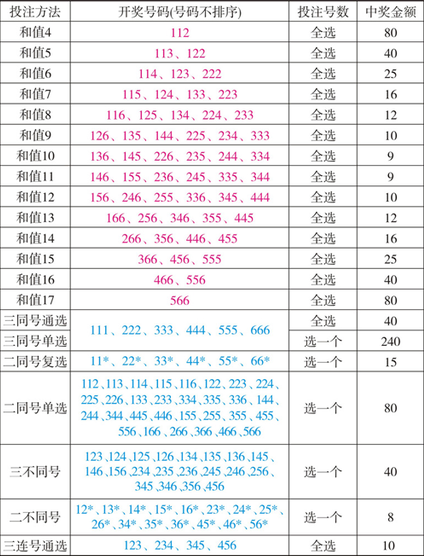 投注方法 开奖号码(号码不排序) 投注号数 中奖金额
和值4 112 全选 80
和值5 113、122 全选 40
和值6 114、123、222 全选 25
和值7 115、124、133、223 全选 16
和值8 116、125、134、224、233 全选 12
和值9 126、135、144、225、234、333 全选 10
和值10 136、145、226、235、244、334 全选 9
和值11 146、155、236、245、335、344 全选 9
和值12 156、246、255、336、345、444 全选 10
和值13 166、256、346、355、445 全选 12
和值14 266、356、446、455 全选 16
和值15 366、456、555 全选 25
和值16 466、556 全选 40
和值17 566 全选 80
三同号通选 全选 40
111、222、333、444、555、666
三同号单选 选一个 240
二同号复选 11*、22*、33*、44*、55*、66* 选一个 15
112、113、114、115、116、122、223、224、
225、226、133、233、334、335、336、144、
二同号单选 选一个 80
244、344、445、446、155、255、355、455、
556、166、266、366、466、566
123、124、125、126、134、135、136、145、
三不同号 146、156、234、235、236、245、246、256、 选一个 40
345、346、356、456
12*、13*、14*、15*、16*、23*、24*、25*、
二不同号 选一个 8
26*、34*、35*、36*、45*、46*、56*
三连号通选 123、234、345、456 全选 10